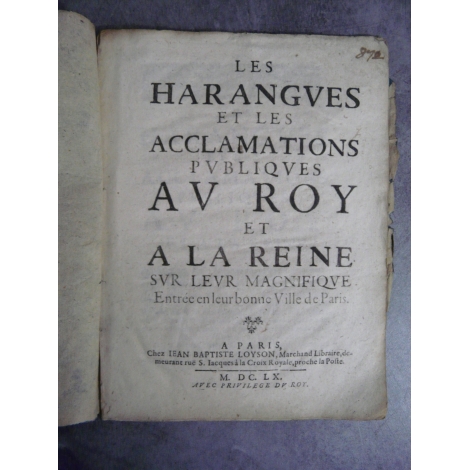 872
LES
HARANGVES
ET LES
ACCLAMATIONS
PVBLIQVES
AV ROY
ET
A LA REINE
SVR LEVR MAGNIFIQVE
Entrée en leur bonne Ville de Paris.
A PARIS,
Chez IEAN BAPTISTE LOYSON, Marchand Libraire, de-
meurant ruë S. Iacques à la Croix Royale, proche la Poste.
M. DC. LX.
AVEC PRIVILEGE DV ROY.